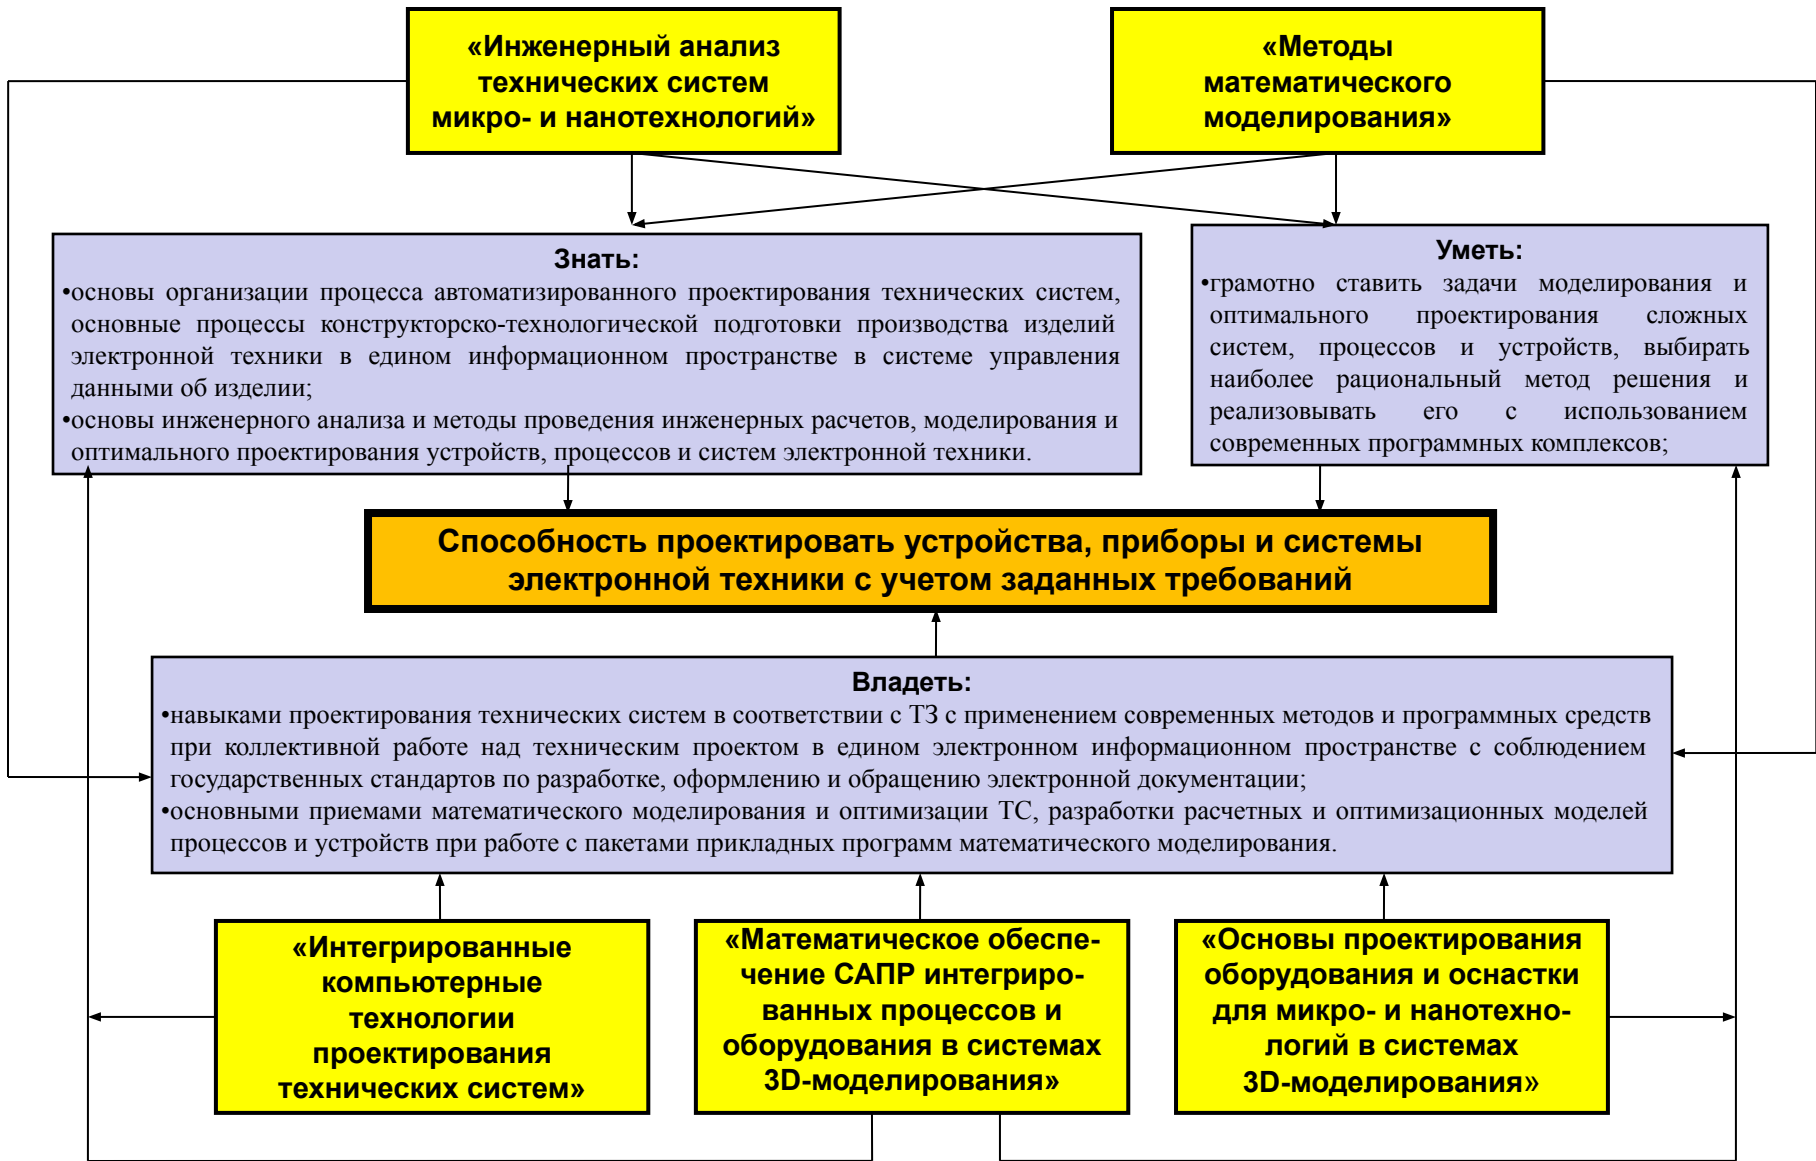 «Инженерный анализ
технических систем
микро- и нанотехнологий»
«Методы
математического
моделирования»
Знать:
•основы организации процесса автоматизированного проектирования технических систем,
основные процессы конструкторско-технологической подготовки производства изделий
электронной техники в едином информационном пространстве в системе управления
данными об изделии;
•основы инженерного анализа и методы проведения инженерных расчетов, моделирования и
оптимального проектирования устройств, процессов и систем электронной техники.
Уметь:
•грамотно ставить задачи моделирования и
оптимального проектирования сложных
систем, процессов и устройств, выбирать
наиболее рациональный метод решения и
реализовывать его с использованием
современных программных комплексов;
Способность проектировать устройства, приборы и системы
электронной техники с учетом заданных требований
Владеть:
•навыками проектирования технических систем в соответствии с ТЗ с применением современных методов и программных средств
при коллективной работе над техническим проектом в едином электронном информационном пространстве с соблюдением
государственных стандартов по разработке, оформлению и обращению электронной документации;
•основными приемами математического моделирования и оптимизации ТС, разработки расчетных и оптимизационных моделей
процессов и устройств при работе с пакетами прикладных программ математического моделирования.
«Интегрированные
компьютерные
технологии
проектирования
технических систем»
«Математическое обеспе-
чение САПР интегриро-
ванных процессов и
оборудования в системах
3D-моделирования»
«Основы проектирования
оборудования и оснастки
для микро- и нанотехно-
логий в системах
3D-моделирования»